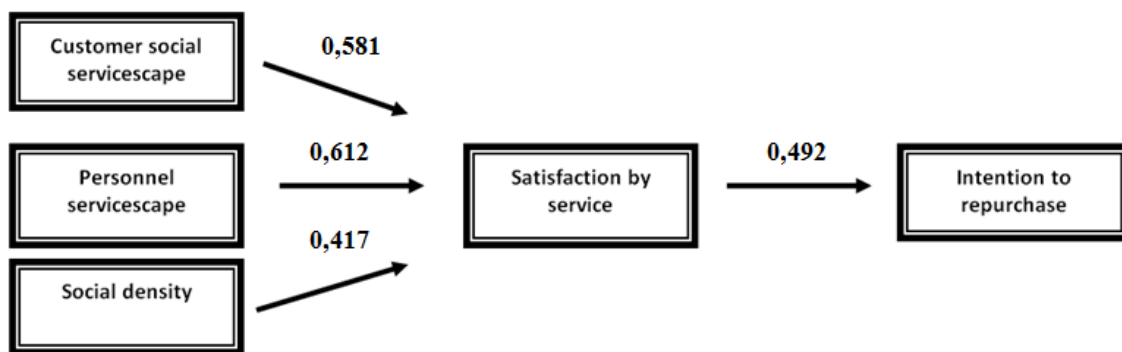 Customer social
servicescape
0,581
Personnel
servicescape
0,612
Social density
0,417
Satisfaction by
service
0,492
Intention to
repurchase